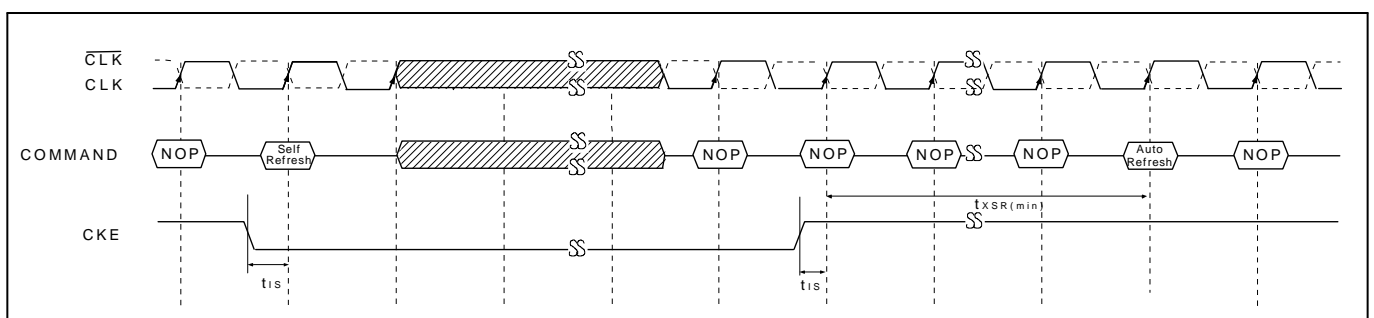 CLK
CLK
COMMAND
NOP
Self
Refresh
NOP
NOP
NOP
NOP
Auto
Refresh
NOP
tXSR(min)
CKE
tIS
tIS